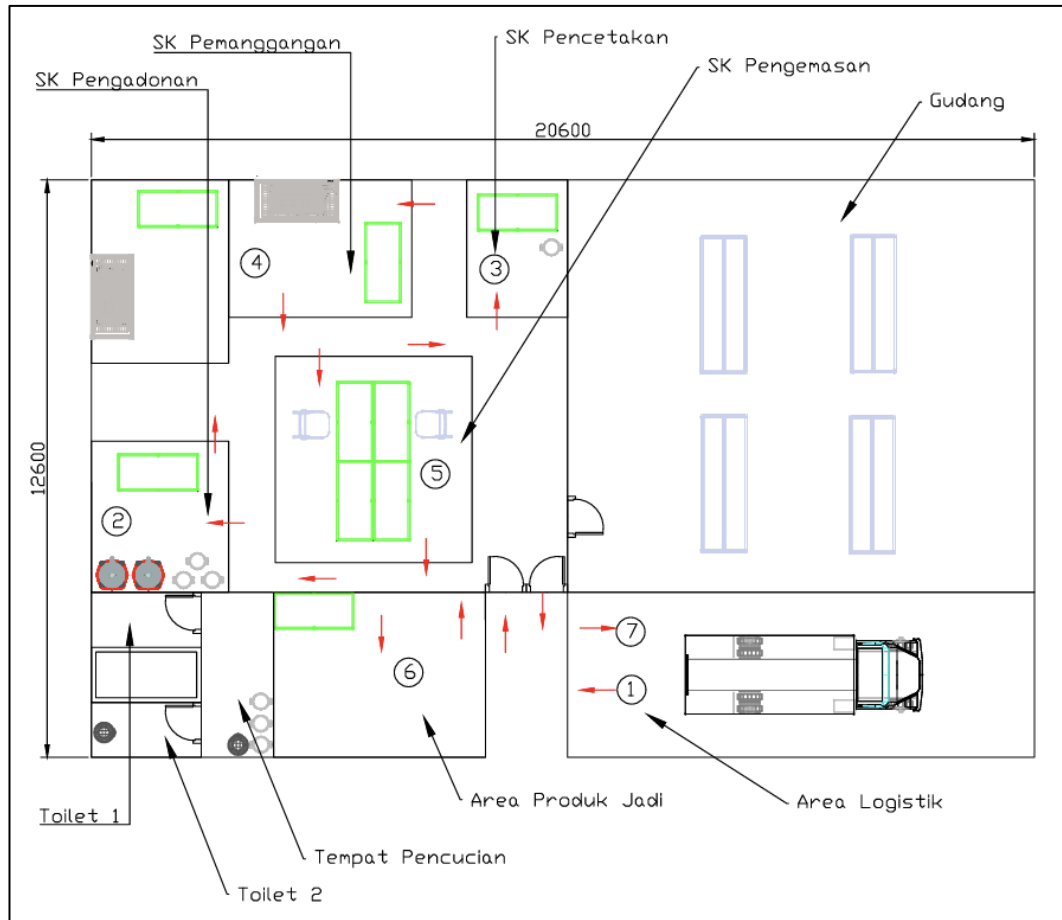 SK Pemanggangan
SK Pencetakan
SK Pengadonan
SK Pengemasan
Gudang
20600
12600
4
3
5
2
7
6
1
Area Produk Jadi
Area Logistik
Toilet 1
Tempat Pencucian
Toilet 2